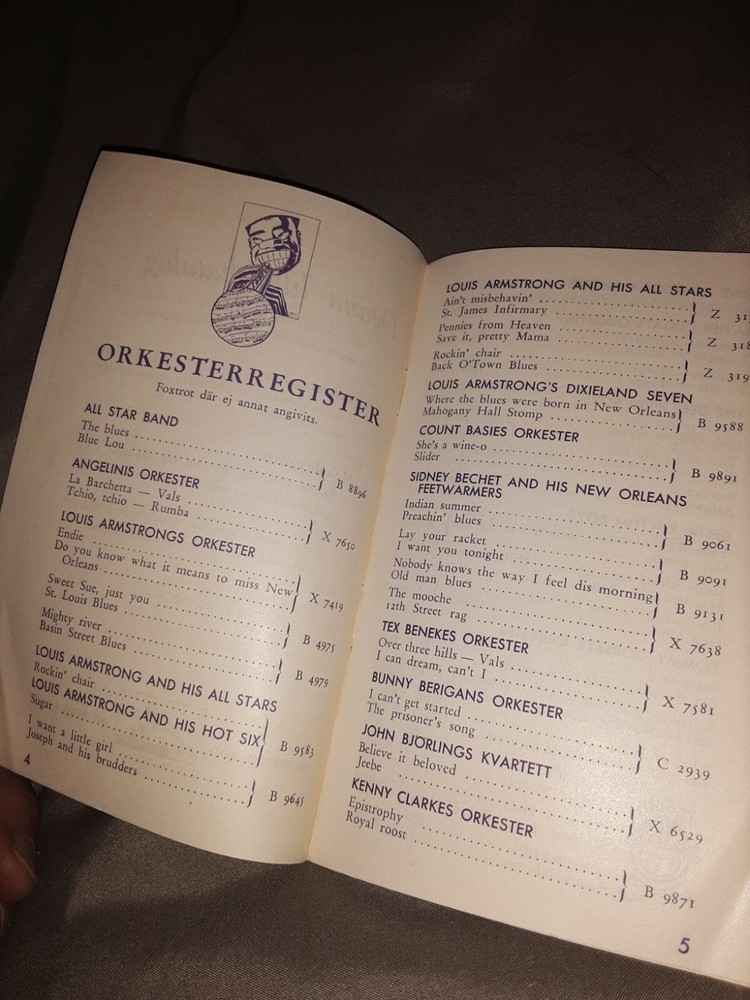 ORKESTERREGISTER
Foxtrot där ej annat angivits.
ALL STAR BAND
The blues
Blue Lou
B 8896
ANGELINIS ORKESTER
La Barchetta — Vals
Tchio, tchio — Rumba
X 7650
LOUIS ARMSTRONGS ORKESTER
Endie
Do you know what it means to miss New
Orleans
X 7419
Sweet Sue, just you
St. Louis Blues
B 4975
Mighty river
Basin Street Blues
B 4979
LOUIS ARMSTRONG AND HIS ALL STARS
Rockin' chair
LOUIS ARMSTRONG AND HIS HOT SIX
Sugar
B 9583
I want a little girl
Joseph and his brudders
B 9645
4
LOUIS ARMSTRONG AND HIS ALL STARS
Ain't misbehavin'
St. James Infirmary
Z
Pennies from Heaven
Save it, pretty Mama
Z
Rockin' chair
Back O'Town Blues
Z
LOUIS ARMSTRONG'S DIXIELAND SEVEN
Where the blues were born in New Orleans
Mahogany Hall Stomp
B 9588
COUNT BASIES ORKESTER
She's a wine-o
Slider
B 9891
SIDNEY BECHET AND HIS NEW ORLEANS
FEETWARMERS
Indian summer
Preachin' blues
B 9061
Lay your racket
I want you tonight
B 9091
Nobody knows the way I feel dis morning
Old man blues
B 9131
The mooche
12th Street rag
X 7638
TEX BENEKES ORKESTER
Over three hills — Vals
I can dream, can't I
X 7581
BUNNY BERIGANS ORKESTER
I can't get started
The prisoner's song
C 2939
JOHN BJÖRLINGS KVARTETT
Believe it beloved
Jeebe
X 6529
KENNY CLARKES ORKESTER
Epistrophy
Royal roost
B 9871
5